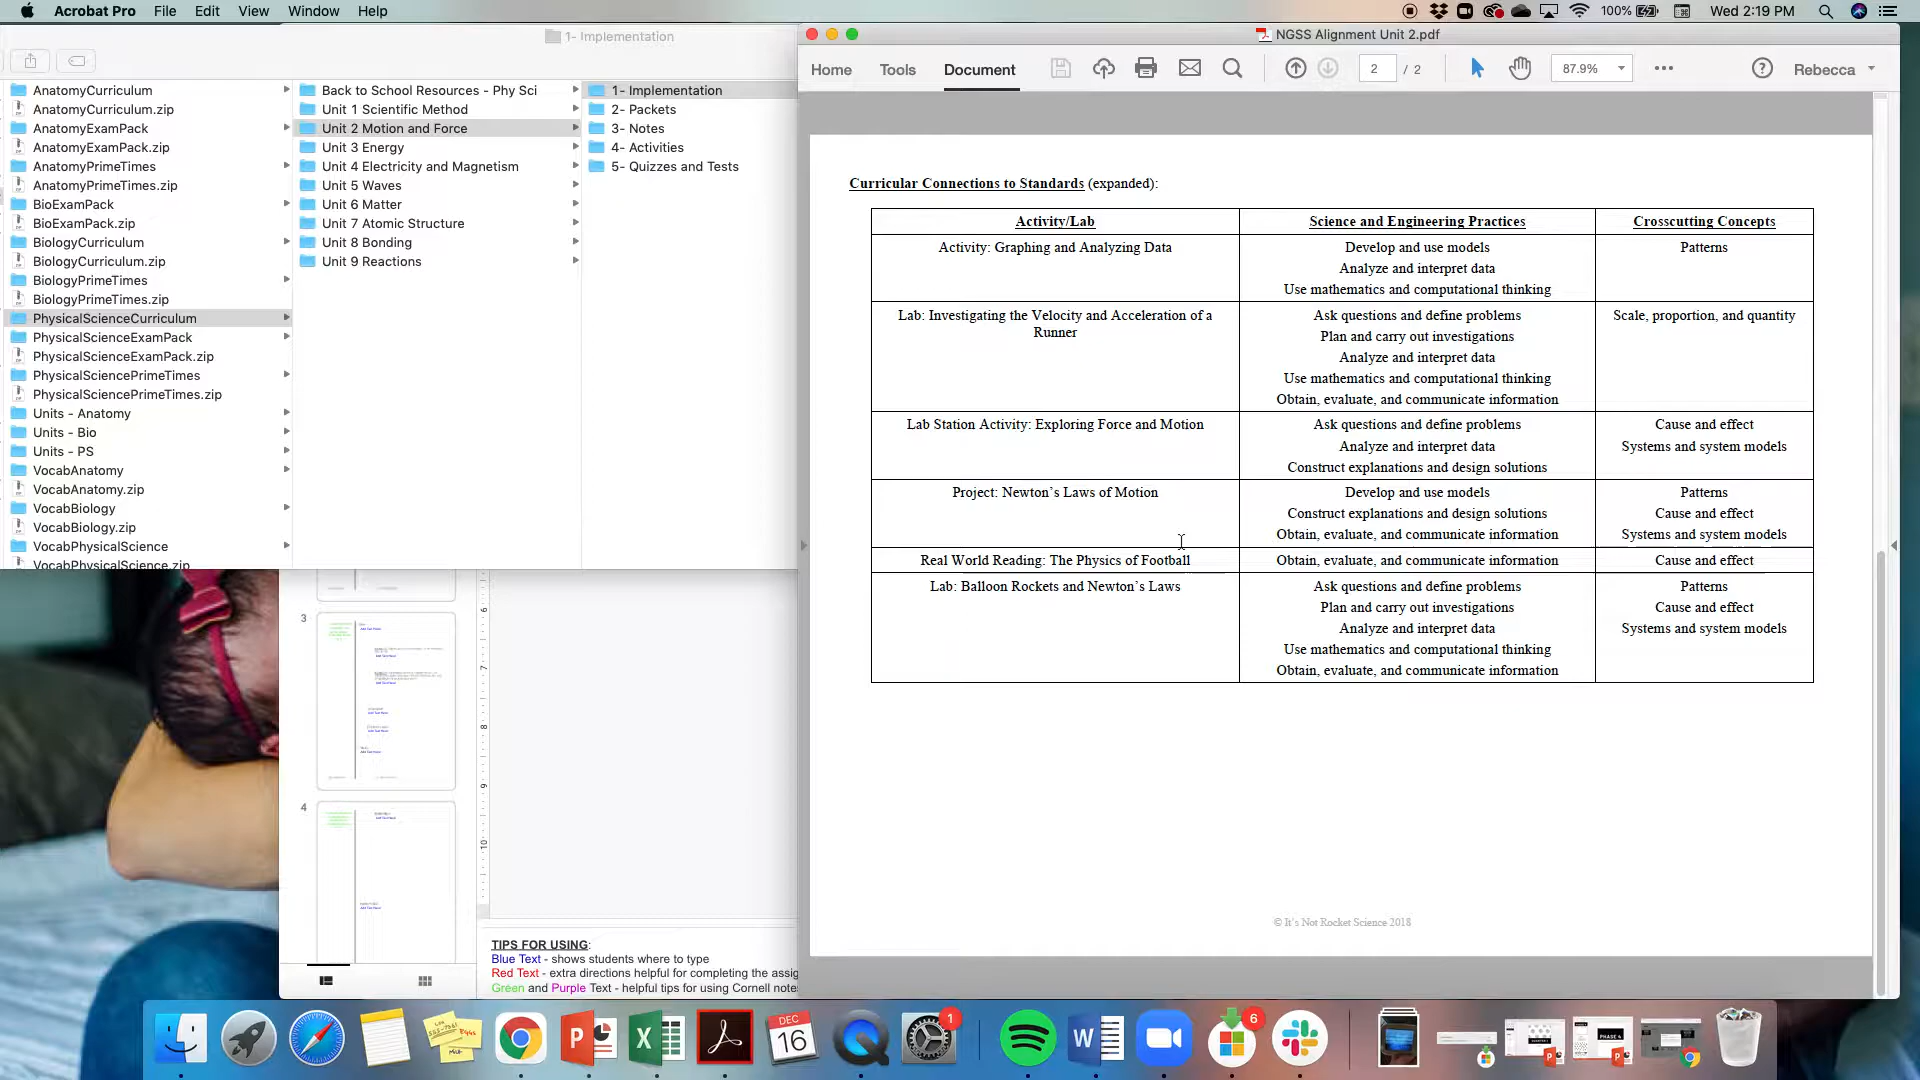 Acrobat Pro File Edit View Window Help
100% Wed 2:19 PM
1- Implementation
AnatomyCurriculum
AnatomyCurriculum.zip
AnatomyExamPack
AnatomyExamPack.zip
AnatomyPrimeTimes
AnatomyPrimeTimes.zip
BioExamPack
BioExamPack.zip
BiologyCurriculum
BiologyCurriculum.zip
BiologyPrimeTimes
BiologyPrimeTimes.zip
PhysicalScienceCurriculum
PhysicalScienceExamPack
PhysicalScienceExamPack.zip
PhysicalSciencePrimeTimes
PhysicalSciencePrimeTimes.zip
Units - Anatomy
Units - Bio
Units - PS
VocabAnatomy
VocabAnatomy.zip
VocabBiology
VocabBiology.zip
VocabPhysicalScience
VocabPhysicalScience.zip
Back to School Resources - Phy Sci
Unit 1 Scientific Method
Unit 2 Motion and Force
Unit 3 Energy
Unit 4 Electricity and Magnetism
Unit 5 Waves
Unit 6 Matter
Unit 7 Atomic Structure
Unit 8 Bonding
Unit 9 Reactions
1- Implementation
2- Packets
3- Notes
4- Activities
5- Quizzes and Tests
3
4
6
7
8
9
10
TIPS FOR USING:
Blue Text - shows students where to type
Red Text - extra directions helpful for completing the assig
Green and Purple Text - helpful tips for using Cornell note
NGSS Alignment Unit 2.pdf
Home Tools Document 2 / 2 87.9% Rebecca
Curricular Connections to Standards (expanded):
Activity/Lab Science and Engineering Practices Crosscutting Concepts
Activity: Graphing and Analyzing Data
Develop and use models
Analyze and interpret data
Use mathematics and computational thinking
Patterns
Lab: Investigating the Velocity and Acceleration of a
Runner
Ask questions and define problems
Plan and carry out investigations
Analyze and interpret data
Use mathematics and computational thinking
Obtain, evaluate, and communicate information
Scale, proportion, and quantity
Lab Station Activity: Exploring Force and Motion
Ask questions and define problems
Analyze and interpret data
Construct explanations and design solutions
Cause and effect
Systems and system models
Project: Newton's Laws of Motion
Develop and use models
Construct explanations and design solutions
Obtain, evaluate, and communicate information
Patterns
Cause and effect
Systems and system models
Real World Reading: The Physics of Football
Obtain, evaluate, and communicate information
Cause and effect
Lab: Balloon Rockets and Newton's Laws
Ask questions and define problems
Plan and carry out investigations
Analyze and interpret data
Use mathematics and computational thinking
Obtain, evaluate, and communicate information
Patterns
Cause and effect
Systems and system models
© It's Not Rocket Science 2018
DEC
16
1
6
PHASE 4